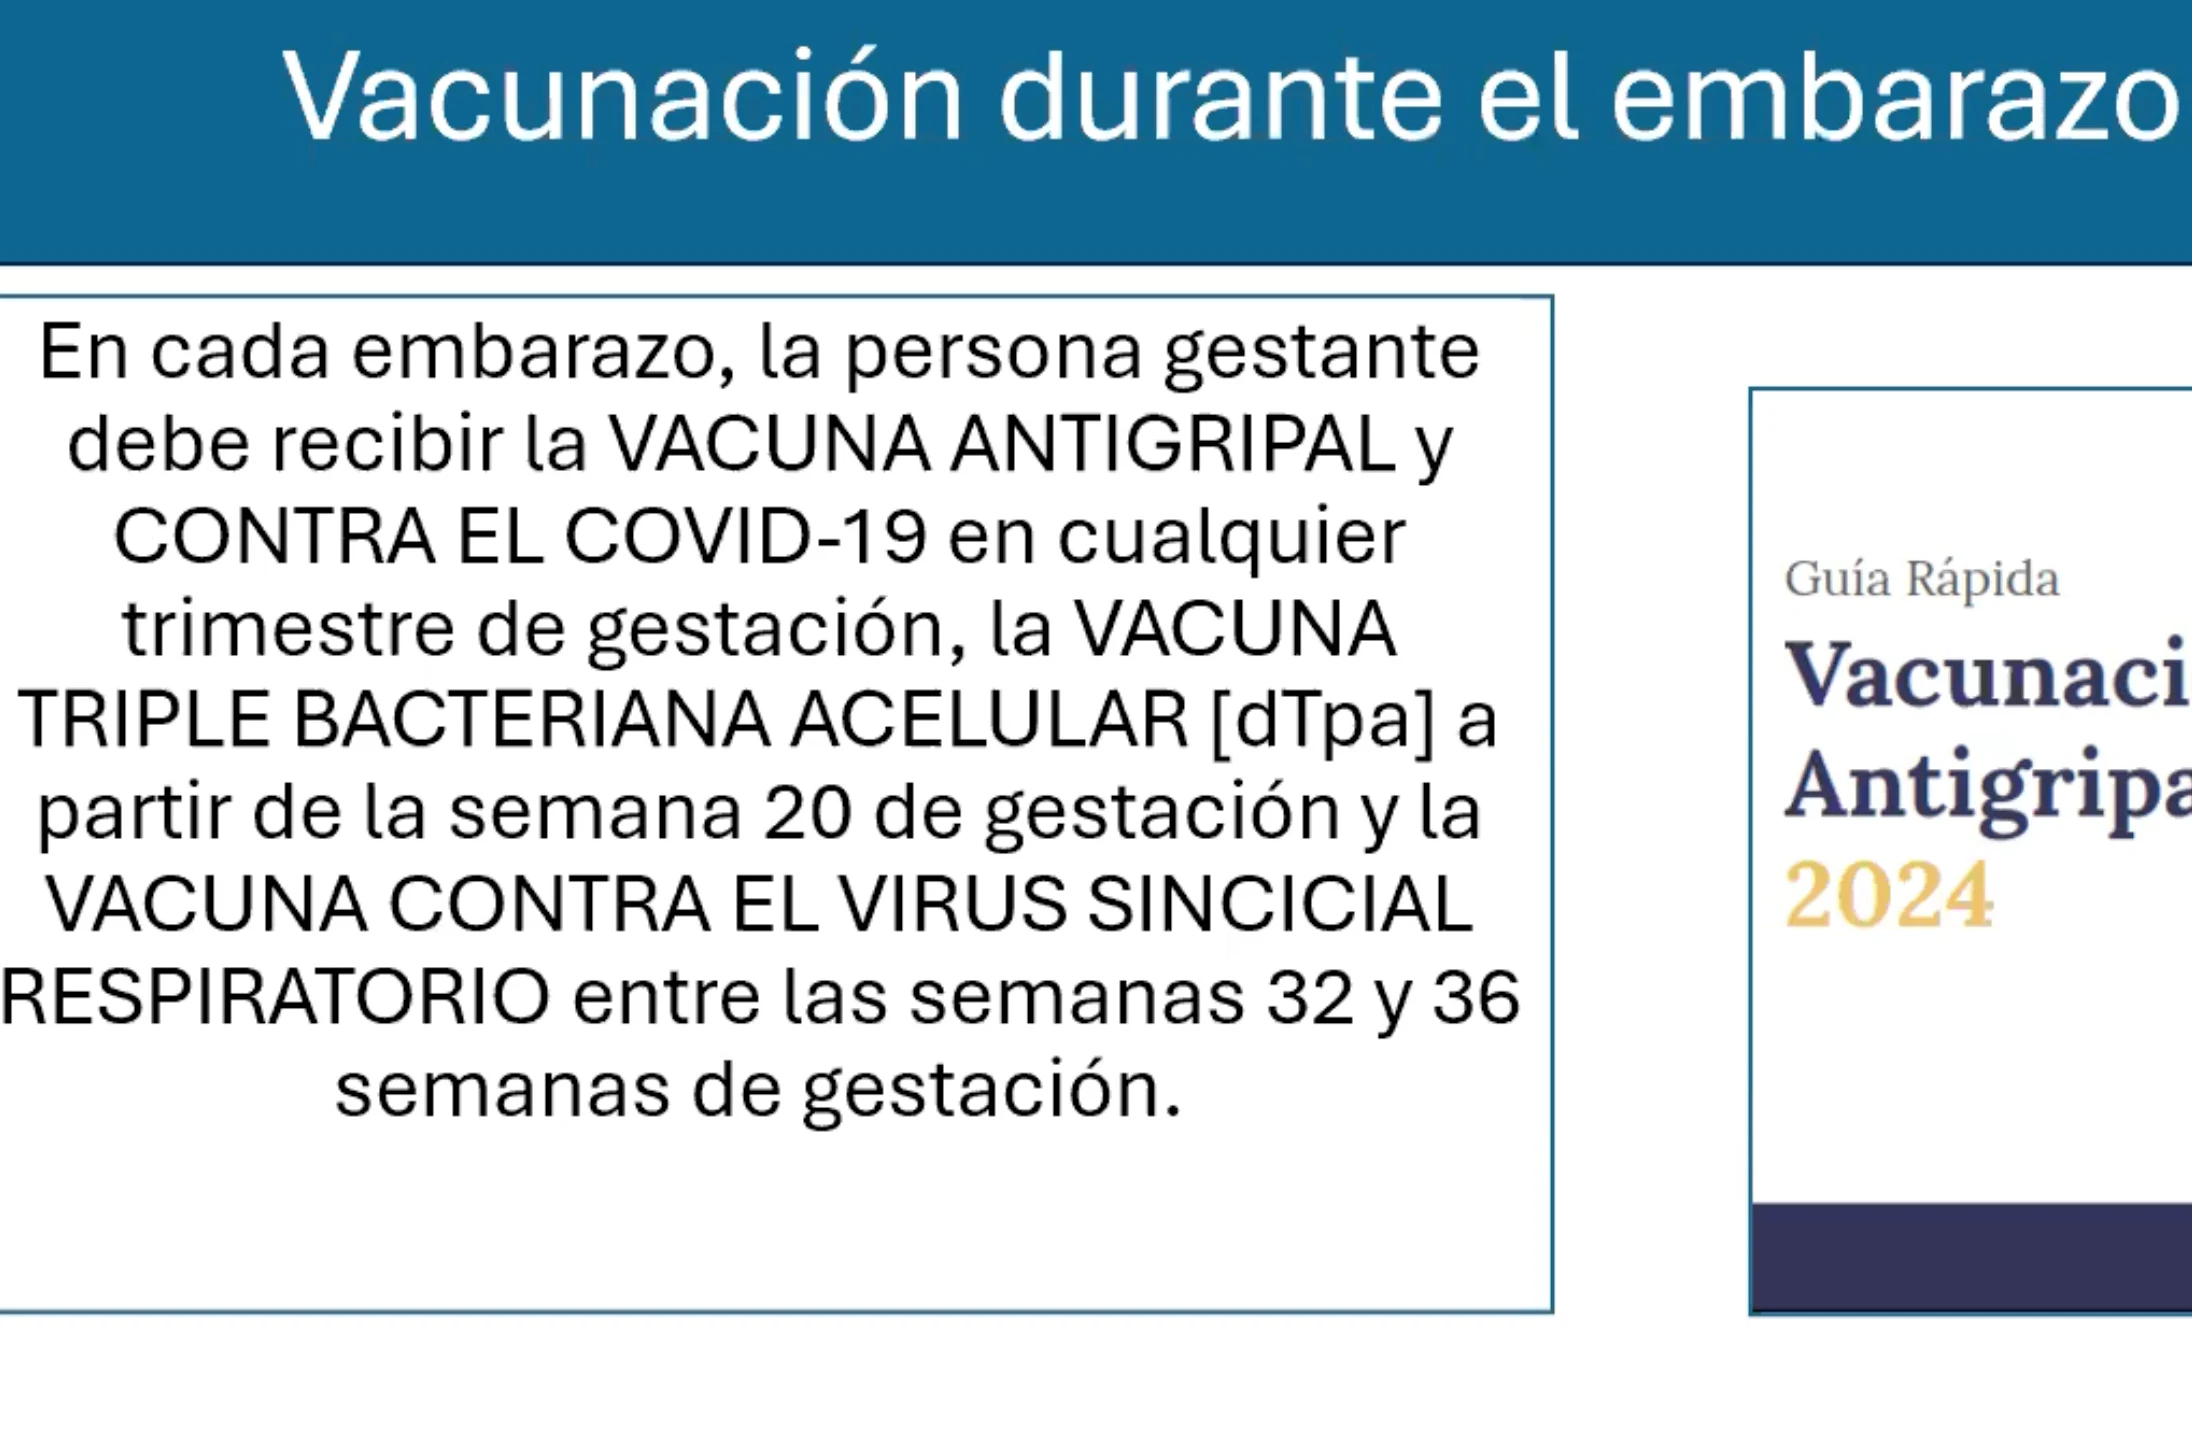 Vacunación durante el embarazo
En cada embarazo, la persona gestante
debe recibir la VACUNA ANTIGRIPAL y
CONTRA EL COVID-19 en cualquier
trimestre de gestación, la VACUNA
TRIPLE BACTERIANA ACELULAR [dTpa] a
partir de la semana 20 de gestación y la
VACUNA CONTRA EL VIRUS SINCICIAL
RESPIRATORIO entre las semanas 32 y 36
semanas de gestación.
Guía Rápida
Vacunaci
Antigripa
2024